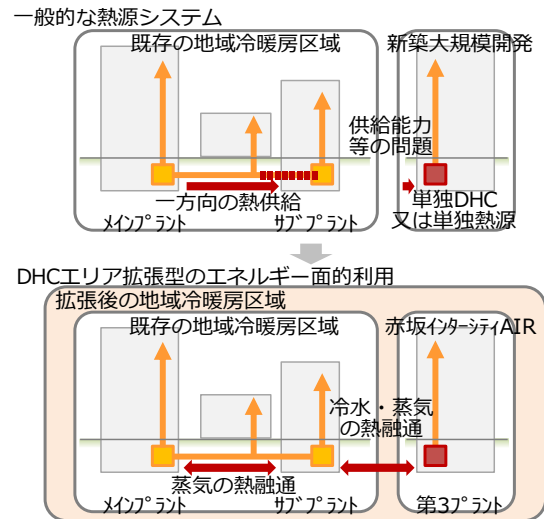 一般的な熱源システム
既存の地域冷暖房区域
新築大規模開発
供給能力
等の問題
一方向の熱供給
単独DHC
又は単独熱源
ﾒｲﾝﾌﾟﾗﾝﾄ
ｻﾌﾞﾌﾟﾗﾝﾄ
DHCエリア拡張型のエネルギー面的利用
拡張後の地域冷暖房区域
既存の地域冷暖房区域
赤坂ｲﾝﾀｰｼﾃｨAIR
冷水・蒸気
の熱融通
蒸気の熱融通
ﾒｲﾝﾌﾟﾗﾝﾄ
ｻﾌﾞﾌﾟﾗﾝﾄ
第3ﾌﾟﾗﾝﾄ